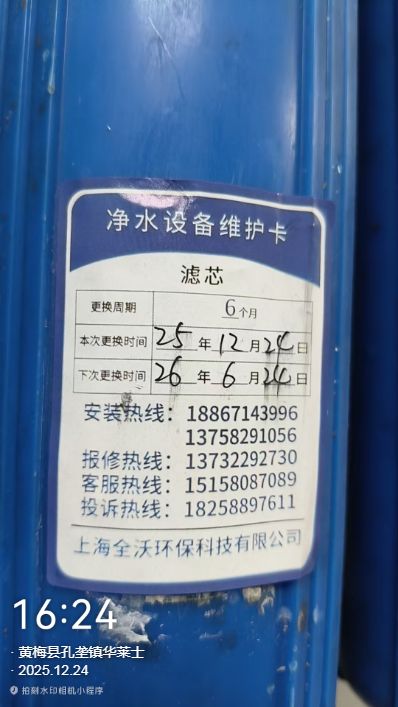 净水设备维护卡
滤芯
更换周期 6个月
本次更换时间 25年12月24日
下次更换时间 26年6月24日
安装热线：18867143996
13758291056
报修热线：13732292730
客服热线：15158087089
投诉热线：18258897611
上海全沃环保科技有限公司
16:24
· 黄梅县孔垄镇华莱士
· 2025.12.24
拍刻水印相机小程序